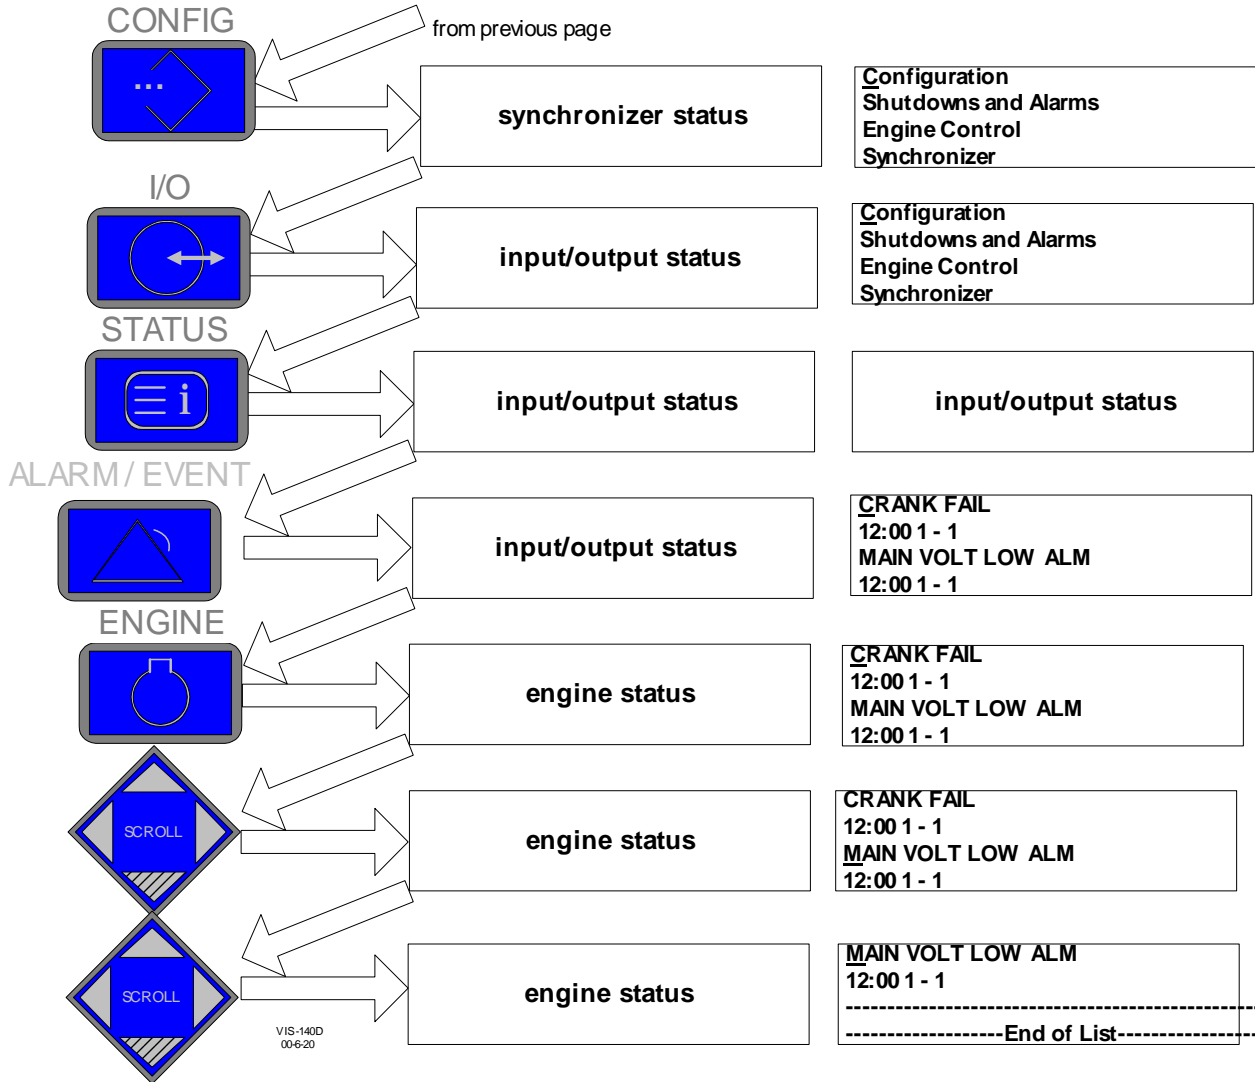 CONFIG
from previous page
...
synchronizer status
Configuration
Shutdowns and Alarms
Engine Control
Synchronizer
I/O
input/output status
Configuration
Shutdowns and Alarms
Engine Control
Synchronizer
STATUS
i
input/output status
input/output status
ALARM / EVENT
input/output status
CRANK FAIL
12:00 1 - 1
MAIN VOLT LOW ALM
12:00 1 - 1
ENGINE
engine status
CRANK FAIL
12:00 1 - 1
MAIN VOLT LOW ALM
12:00 1 - 1
SCROLL
engine status
CRANK FAIL
12:00 1 - 1
MAIN VOLT LOW ALM
12:00 1 - 1
SCROLL
engine status
MAIN VOLT LOW ALM
12:00 1 - 1
--------------------------------------------------
-------------------End of List-----------------
VIS-140D
00-6-20